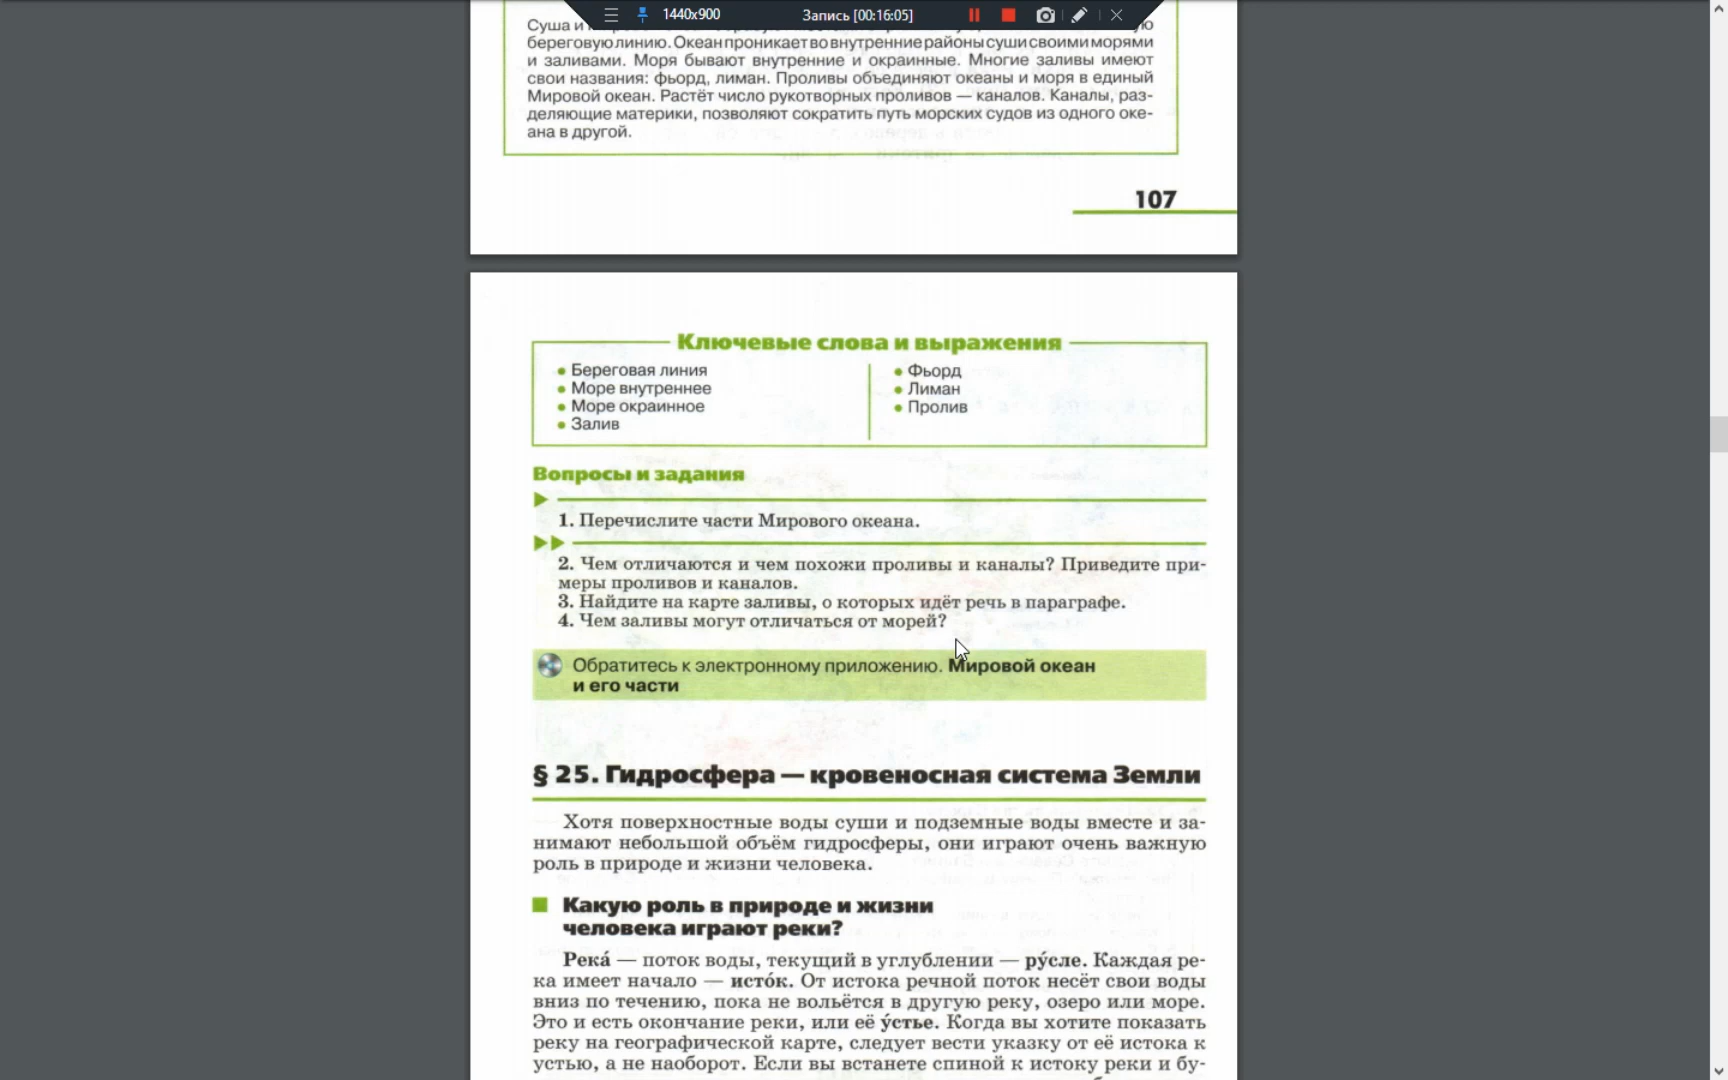 1440x900 Запись [00:16:05]
Суша и
береговую линию. Океан проникает во внутренние районы суши своими морями
и заливами. Моря бывают внутренние и окраинные. Многие заливы имеют
свои названия: фьорд, лиман. Проливы объединяют океаны и моря в единый
Мировой океан. Растёт число рукотворных проливов — каналов. Каналы, раз-
деляющие материки, позволяют сократить путь морских судов из одного оке-
ана в другой.
107
Ключевые слова и выражения
• Береговая линия
• Море внутреннее
• Море окраинное
• Залив
• Фьорд
• Лиман
• Пролив
Вопросы и задания
1. Перечислите части Мирового океана.
2. Чем отличаются и чем похожи проливы и каналы? Приведите при-
меры проливов и каналов.
3. Найдите на карте заливы, о которых идёт речь в параграфе.
4. Чем заливы могут отличаться от морей?
Обратитесь к электронному приложению. Мировой океан
и его части
§ 25. Гидросфера — кровеносная система Земли
Хотя поверхностные воды суши и подземные воды вместе и за-
нимают небольшой объём гидросферы, они играют очень важную
роль в природе и жизни человека.
Какую роль в природе и жизни
человека играют реки?
Река́ — поток воды, текущий в углублении — ру́сле. Каждая ре-
ка имеет начало — исто́к. От истока речной поток несёт свои воды
вниз по течению, пока не вольётся в другую реку, озеро или море.
Это и есть окончание реки, или её у́стье. Когда вы хотите показать
реку на географической карте, следует вести указку от её истока к
устью, а не наоборот. Если вы встанете спиной к истоку реки и бу-